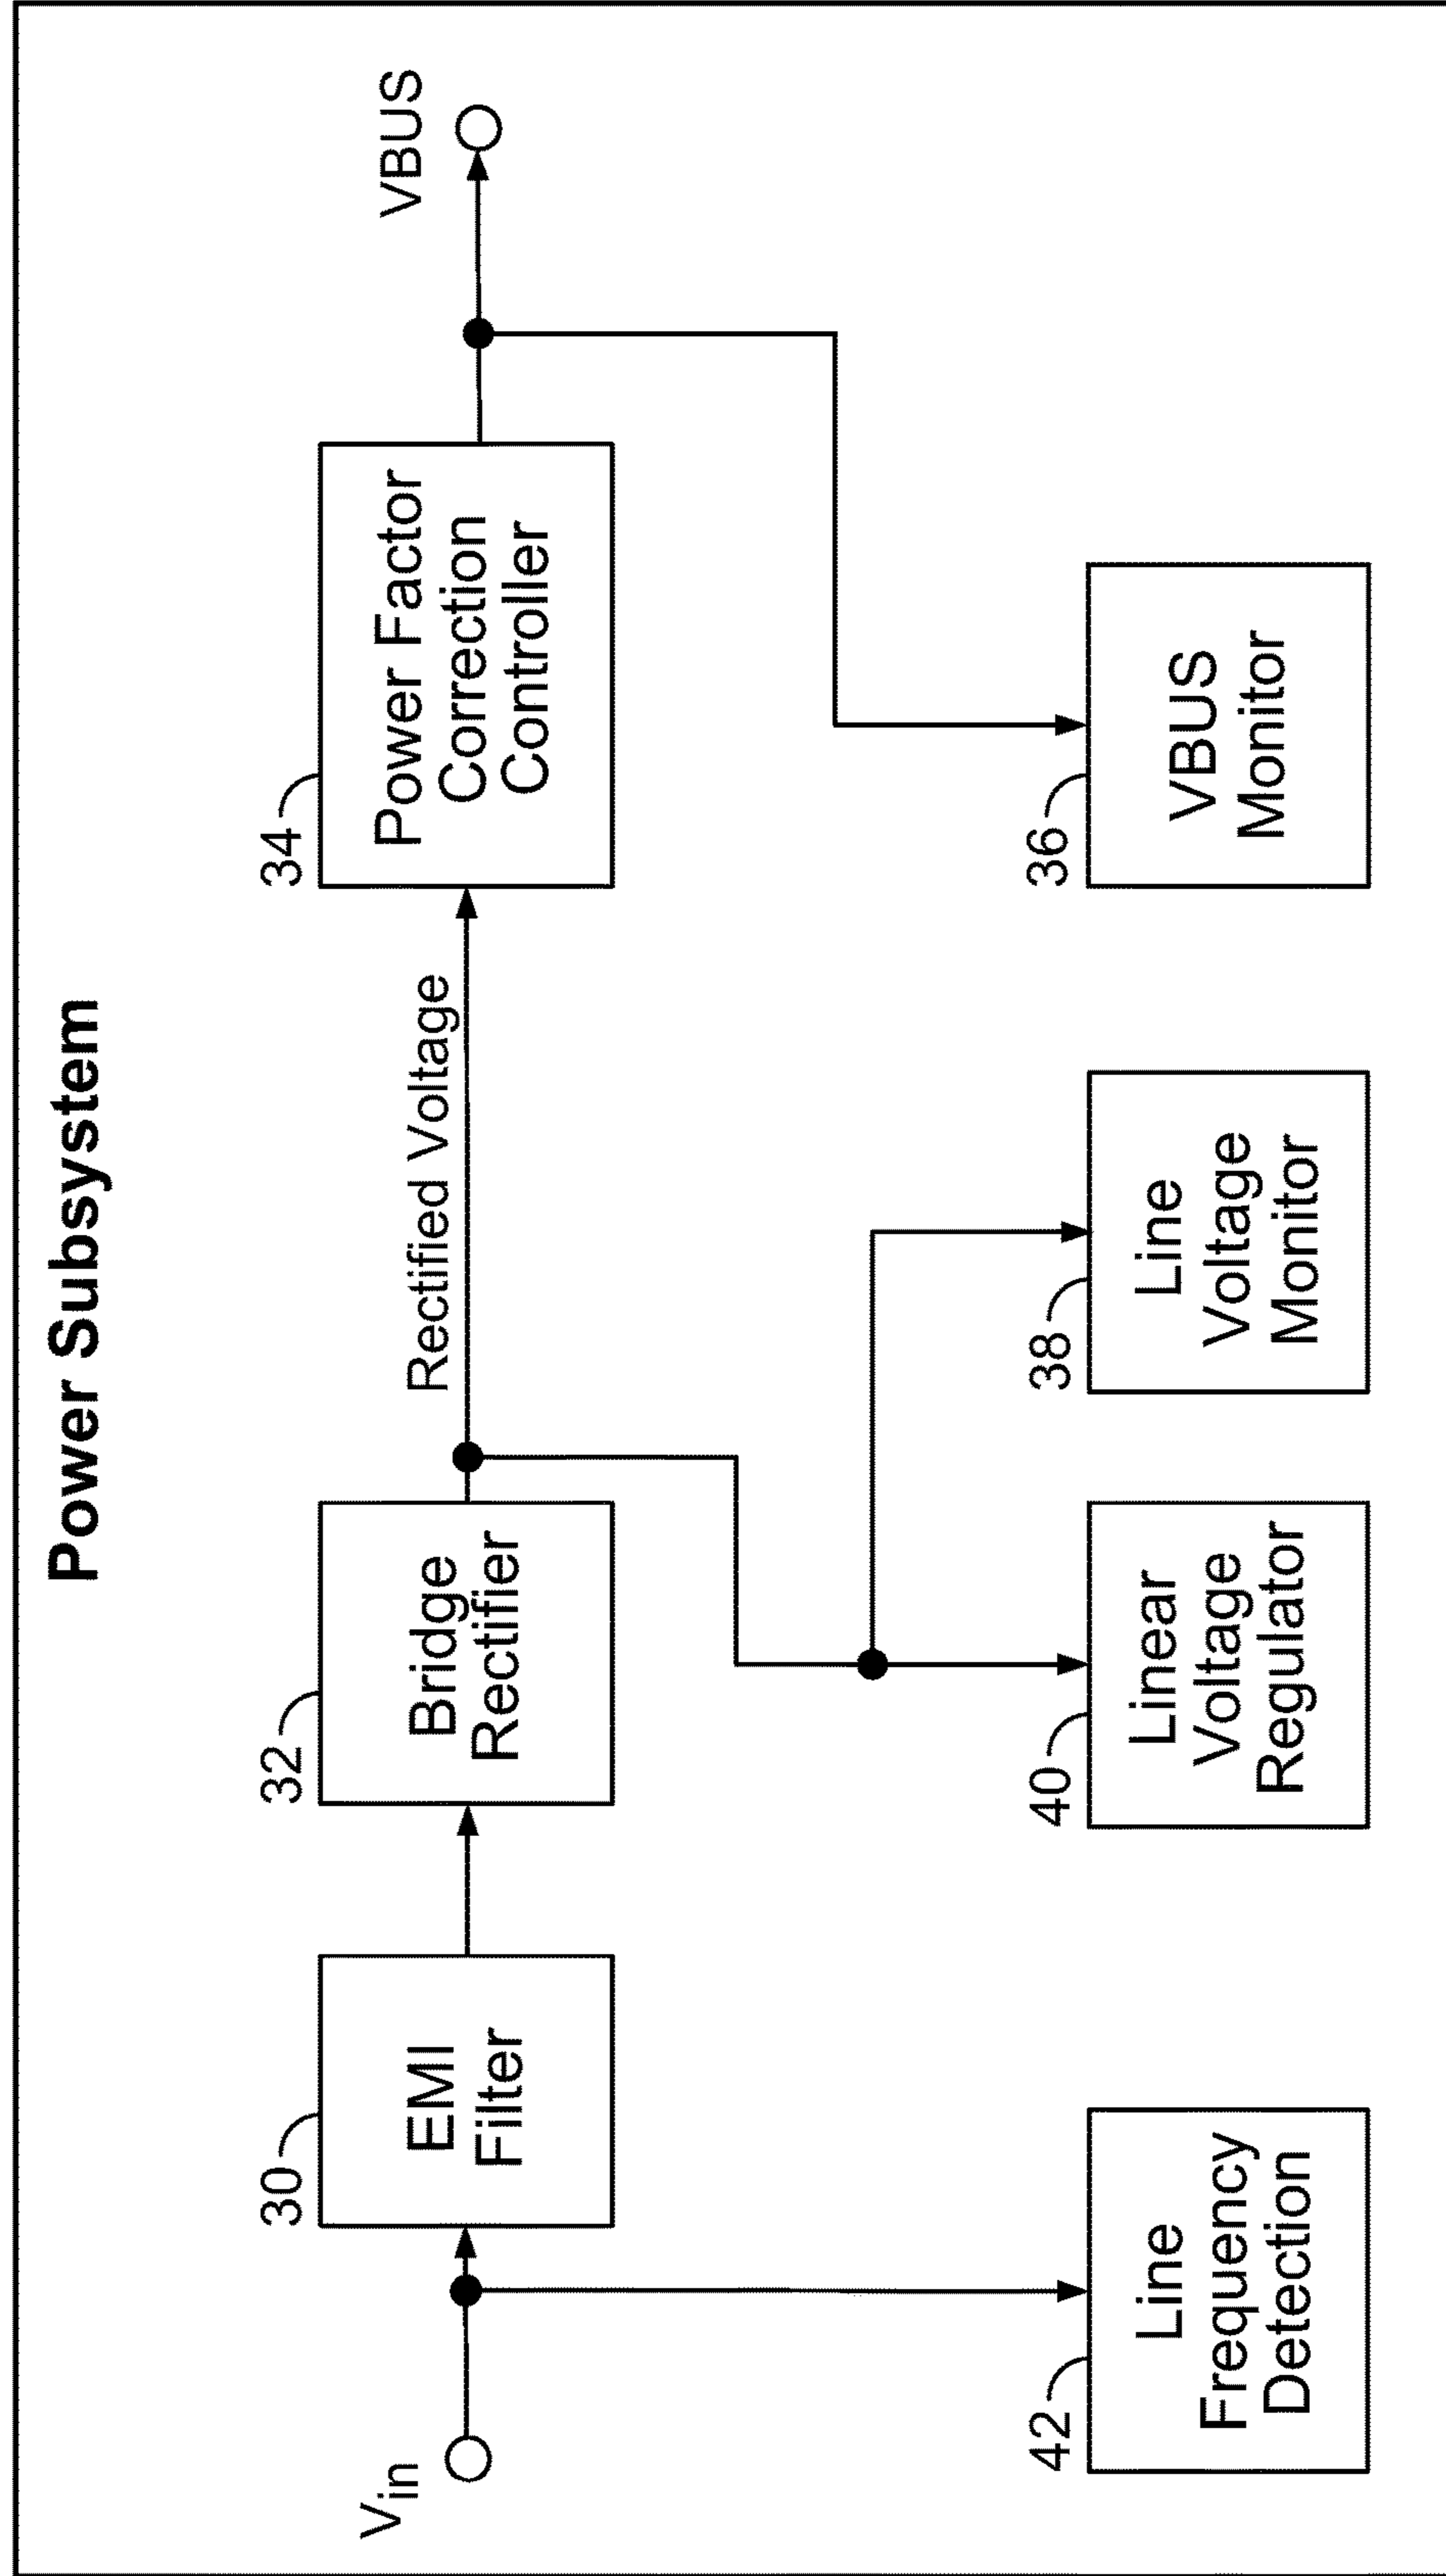 Power Subsystem
V_in
30
EMI
Filter
32
Bridge
Rectifier
Rectified Voltage
34
Power Factor
Correction
Controller
VBUS
42
Line
Frequency
Detection
40
Linear
Voltage
Regulator
38
Line
Voltage
Monitor
36
VBUS
Monitor